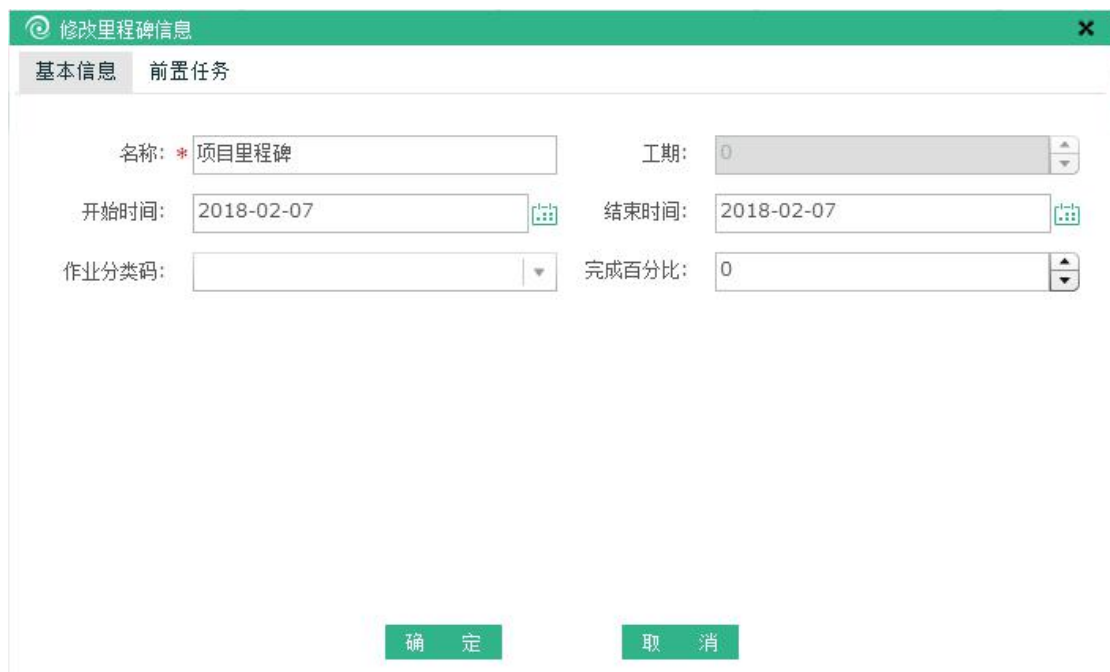 修改里程碑信息
基本信息 前置任务
名称: * 项目里程碑 工期: 0
开始时间: 2018-02-07 结束时间: 2018-02-07
作业分类码: 完成百分比: 0
确 定 取 消